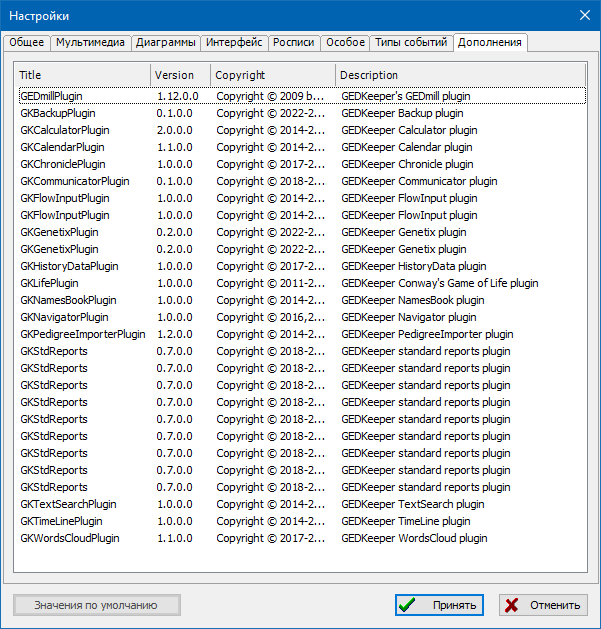 Настройки
Общее Мультимедиа Диаграммы Интерфейс Росписи Особое Типы событий Дополнения
Title Version Copyright Description
GEDmillPlugin 1.12.0.0 Copyright © 2009 b... GEDKeeper's GEDmill plugin
GKBackupPlugin 0.1.0.0 Copyright © 2022-2... GEDKeeper Backup plugin
GKCalculatorPlugin 2.0.0.0 Copyright © 2014-2... GEDKeeper Calculator plugin
GKCalendarPlugin 1.1.0.0 Copyright © 2014-2... GEDKeeper Calendar plugin
GKChroniclePlugin 1.0.0.0 Copyright © 2017-2... GEDKeeper Chronicle plugin
GKCommunicatorPlugin 0.1.0.0 Copyright © 2018-2... GEDKeeper Communicator plugin
GKFlowInputPlugin 1.0.0.0 Copyright © 2014-2... GEDKeeper FlowInput plugin
GKFlowInputPlugin 1.0.0.0 Copyright © 2014-2... GEDKeeper FlowInput plugin
GKGenetixPlugin 0.2.0.0 Copyright © 2022-2... GEDKeeper Genetix plugin
GKGenetixPlugin 0.2.0.0 Copyright © 2022-2... GEDKeeper Genetix plugin
GKHistoryDataPlugin 1.0.0.0 Copyright © 2017-2... GEDKeeper HistoryData plugin
GKLifePlugin 1.0.0.0 Copyright © 2011-2... GEDKeeper Conway's Game of Life plugin
GKNamesBookPlugin 1.0.0.0 Copyright © 2014-2... GEDKeeper NamesBook plugin
GKNavigatorPlugin 1.0.0.0 Copyright © 2016,2... GEDKeeper Navigator plugin
GKPedigreeImporterPlugin 1.2.0.0 Copyright © 2014-2... GEDKeeper PedigreeImporter plugin
GKStdReports 0.7.0.0 Copyright © 2018-2... GEDKeeper standard reports plugin
GKStdReports 0.7.0.0 Copyright © 2018-2... GEDKeeper standard reports plugin
GKStdReports 0.7.0.0 Copyright © 2018-2... GEDKeeper standard reports plugin
GKStdReports 0.7.0.0 Copyright © 2018-2... GEDKeeper standard reports plugin
GKStdReports 0.7.0.0 Copyright © 2018-2... GEDKeeper standard reports plugin
GKStdReports 0.7.0.0 Copyright © 2018-2... GEDKeeper standard reports plugin
GKStdReports 0.7.0.0 Copyright © 2018-2... GEDKeeper standard reports plugin
GKStdReports 0.7.0.0 Copyright © 2018-2... GEDKeeper standard reports plugin
GKStdReports 0.7.0.0 Copyright © 2018-2... GEDKeeper standard reports plugin
GKTextSearchPlugin 1.0.0.0 Copyright © 2014-2... GEDKeeper TextSearch plugin
GKTimeLinePlugin 1.0.0.0 Copyright © 2014-2... GEDKeeper TimeLine plugin
GKWordsCloudPlugin 1.1.0.0 Copyright © 2017-2... GEDKeeper WordsCloud plugin
Значения по умолчанию Принять Отменить